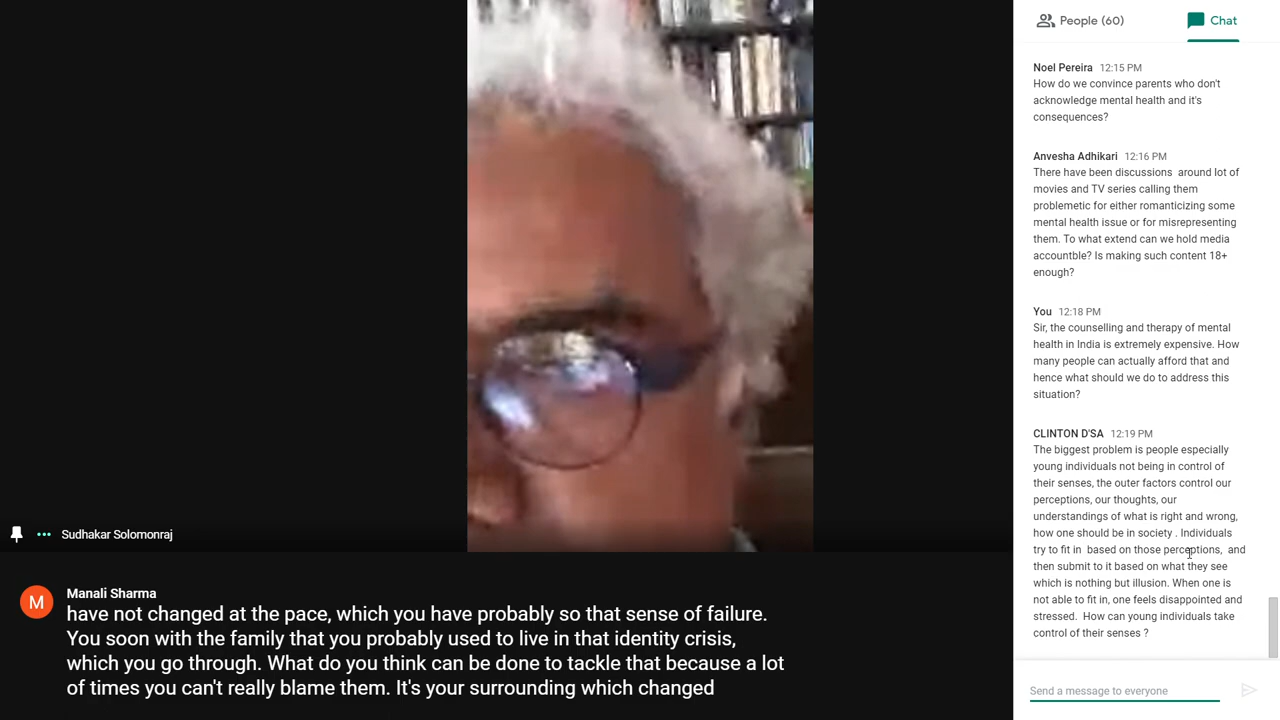 People (60)
Chat
Noel Pereira 12:15 PM
How do we convince parents who don't
acknowledge mental health and it's
consequences?
Anvesha Adhikari 12:16 PM
There have been discussions around lot of
movies and TV series calling them
problemetic for either romanticizing some
mental health issue or for misrepresenting
them. To what extend can we hold media
accountble? Is making such content 18+
enough?
You 12:18 PM
Sir, the counselling and therapy of mental
health in India is extremely expensive. How
many people can actually afford that and
hence what should we do to address this
situation?
CLINTON D'SA 12:19 PM
The biggest problem is people especially
young individuals not being in control of
their senses, the outer factors control our
perceptions, our thoughts, our
understandings of what is right and wrong,
how one should be in society . Individuals
try to fit in based on those perceptions, and
then submit to it based on what they see
which is nothing but illusion. When one is
not able to fit in, one feels disappointed and
stressed. How can young individuals take
control of their senses ?
Send a message to everyone
Sudhakar Solomonraj
M
Manali Sharma
have not changed at the pace, which you have probably so that sense of failure.
You soon with the family that you probably used to live in that identity crisis,
which you go through. What do you think can be done to tackle that because a lot
of times you can't really blame them. It's your surrounding which changed